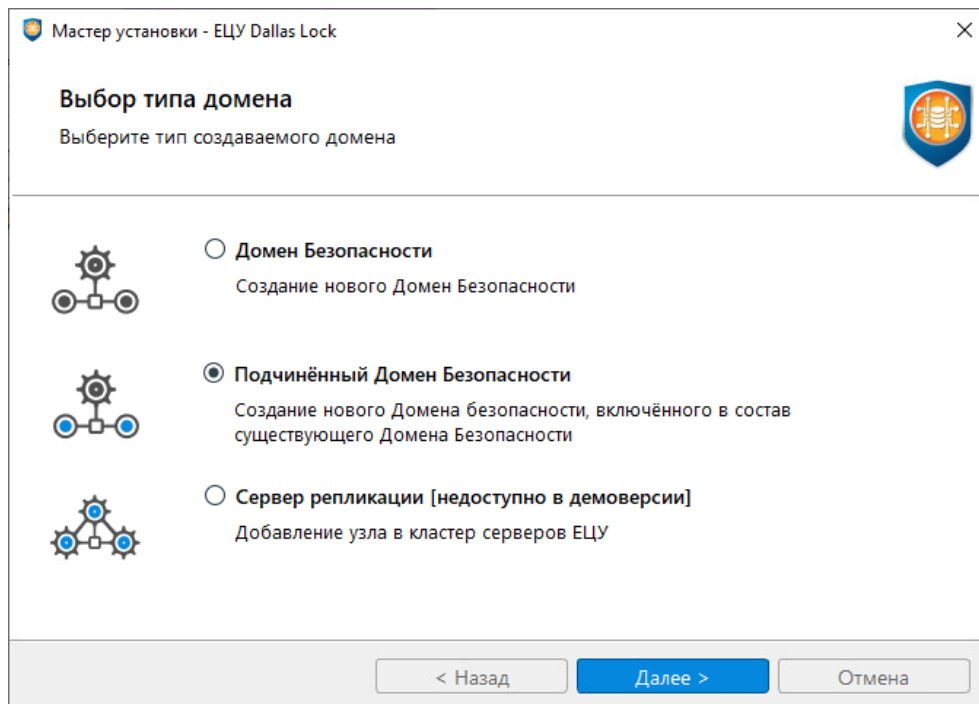 Мастер установки - ЕЦУ Dallas Lock
Выбор типа домена
Выберите тип создаваемого домена
Домен Безопасности
Создание нового Домен Безопасности
Подчинённый Домен Безопасности
Создание нового Домена безопасности, включённого в состав
существующего Домена Безопасности
Сервер репликации [недоступно в демоверсии]
Добавление узла в кластер серверов ЕЦУ
< Назад
Далее >
Отмена